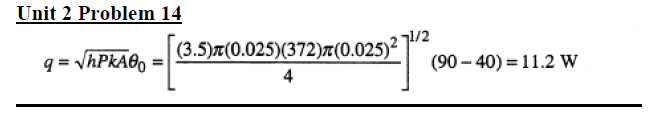 Unit 2 Problem 14
q = √hPkAθ₀ = [(3.5)π(0.025)(372)π(0.025)² / 4]^1/2 (90 – 40) = 11.2 W